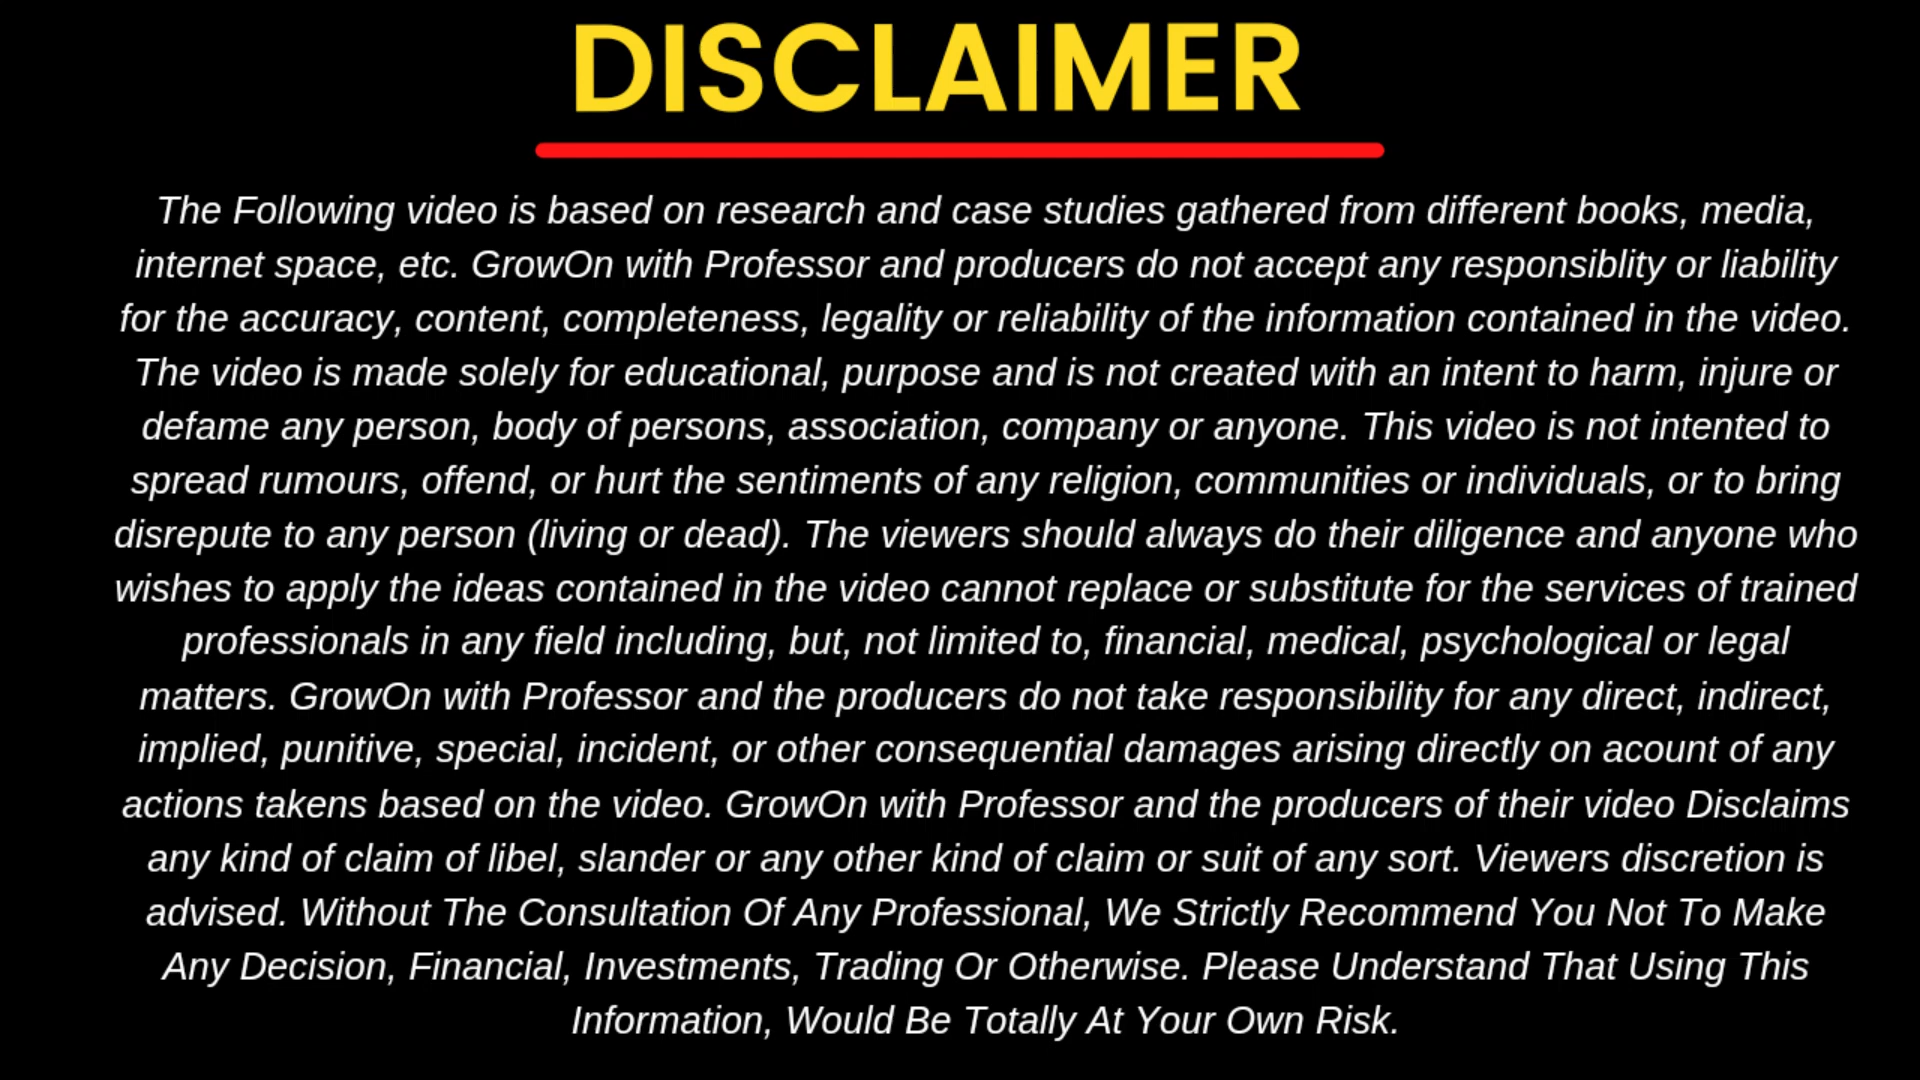 DISCLAIMER
The Following video is based on research and case studies gathered from different books, media,
internet space, etc. GrowOn with Professor and producers do not accept any responsiblity or liability
for the accuracy, content, completeness, legality or reliability of the information contained in the video.
The video is made solely for educational, purpose and is not created with an intent to harm, injure or
defame any person, body of persons, association, company or anyone. This video is not intented to
spread rumours, offend, or hurt the sentiments of any religion, communities or individuals, or to bring
disrepute to any person (living or dead). The viewers should always do their diligence and anyone who
wishes to apply the ideas contained in the video cannot replace or substitute for the services of trained
professionals in any field including, but, not limited to, financial, medical, psychological or legal
matters. GrowOn with Professor and the producers do not take responsibility for any direct, indirect,
implied, punitive, special, incident, or other consequential damages arising directly on acount of any
actions takens based on the video. GrowOn with Professor and the producers of their video Disclaims
any kind of claim of libel, slander or any other kind of claim or suit of any sort. Viewers discretion is
advised. Without The Consultation Of Any Professional, We Strictly Recommend You Not To Make
Any Decision, Financial, Investments, Trading Or Otherwise. Please Understand That Using This
Information, Would Be Totally At Your Own Risk.